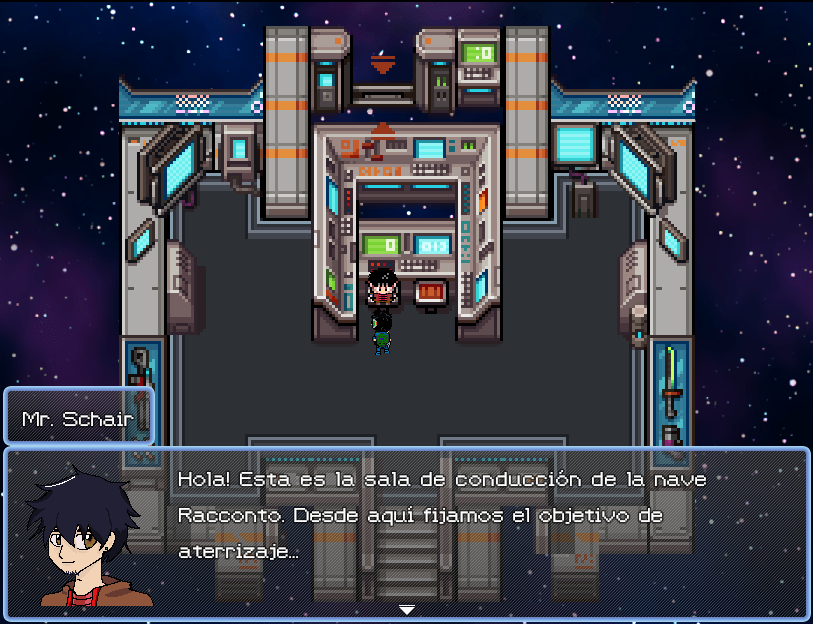 Mr. Schair
Hola! Esta es la sala de conducción de la nave
Racconto. Desde aquí fijamos el objetivo de
aterrizaje...